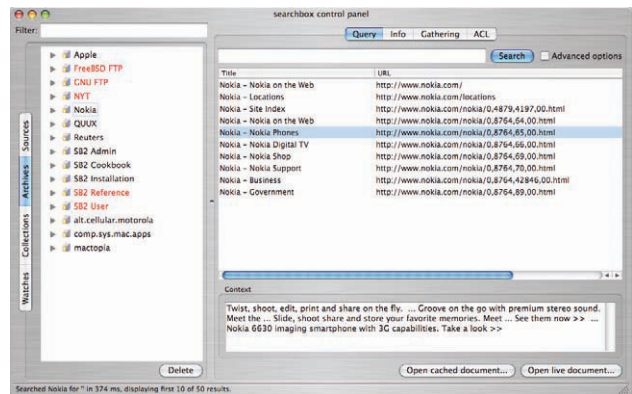 searchbox control panel
Filter:
Query Info Gathering ACL
Search Advanced options
Sources
Archives
Collections
Watches
Apple
FreeBSD FTP
GNU FTP
NYT
Nokia
QUUX
Reuters
SB2 Admin
SB2 Cookbook
SB2 Installation
SB2 Reference
SB2 User
alt.cellular.motorola
comp.sys.mac.apps
mactopia
Delete
Title URL
Nokia – Nokia on the Web http://www.nokia.com/
Nokia – Locations http://www.nokia.com/locations
Nokia – Site Index http://www.nokia.com/nokia/0,4879,4197,00.html
Nokia – Nokia on the Web http://www.nokia.com/nokia/0,8764,64,00.html
Nokia – Nokia Phones http://www.nokia.com/nokia/0,8764,65,00.html
Nokia – Nokia Digital TV http://www.nokia.com/nokia/0,8764,66,00.html
Nokia – Nokia Shop http://www.nokia.com/nokia/0,8764,69,00.html
Nokia – Nokia Support http://www.nokia.com/nokia/0,8764,70,00.html
Nokia – Business http://www.nokia.com/nokia/0,8764,42846,00.html
Nokia – Government http://www.nokia.com/nokia/0,8764,89,00.html
Context
Twist, shoot, edit, print and share on the fly. ... Groove on the go with premium stereo sound.
Meet the ... Slide, shoot share and store your favorite memories. Meet ... See them now >> ...
Nokia 6630 imaging smartphone with 3G capabilities. Take a look >>
Open cached document... Open live document...
Searched Nokia for '' in 374 ms, displaying first 10 of 50 results.